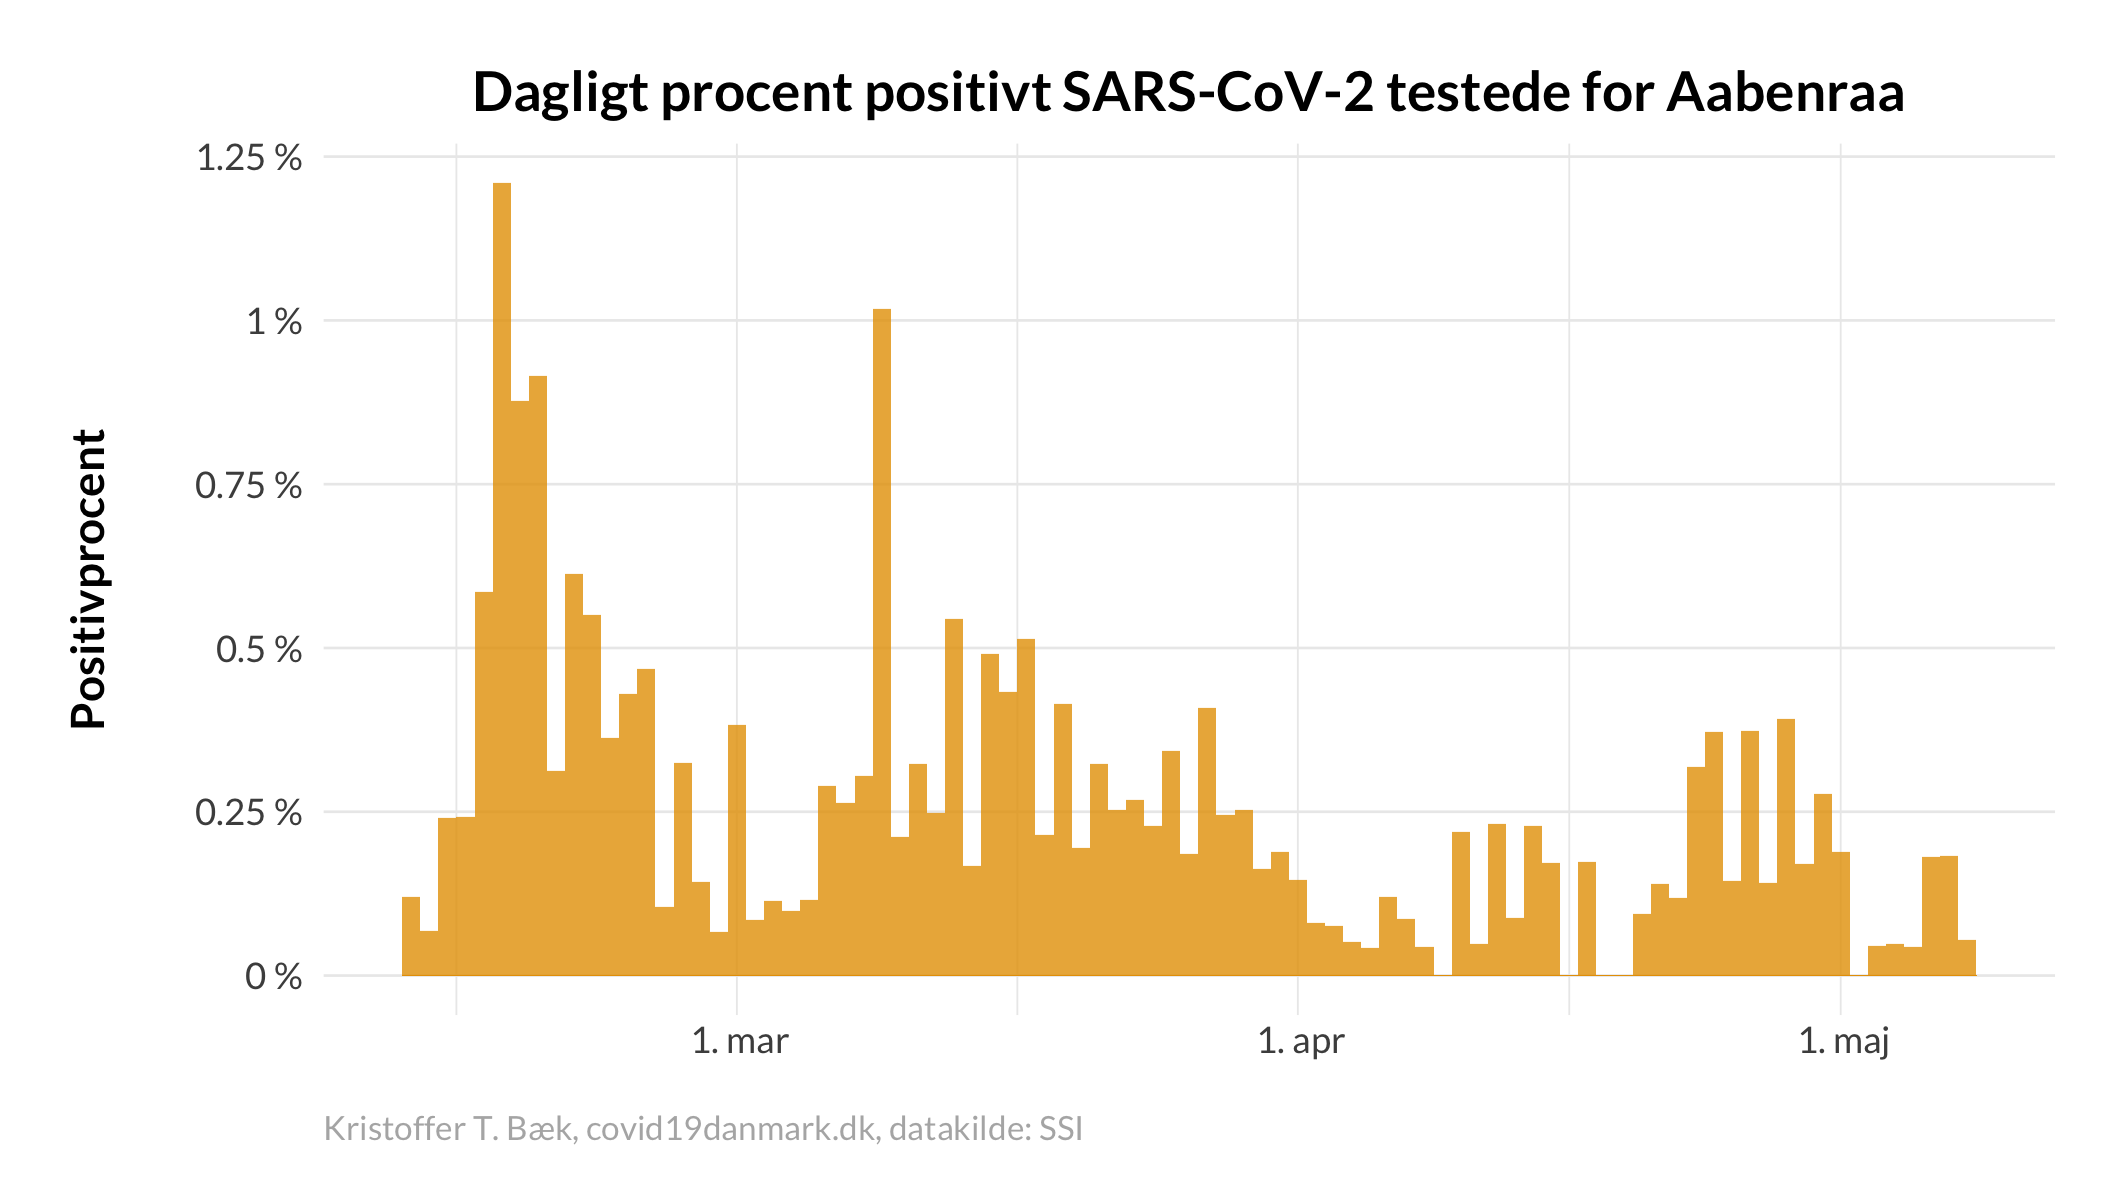 Dagligt procent positivt SARS-CoV-2 testede for Aabenraa
Positivprocent
1.25 %
1 %
0.75 %
0.5 %
0.25 %
0 %
1. mar
1. apr
1. maj
Kristoffer T. Bæk, covid19danmark.dk, datakilde: SSI